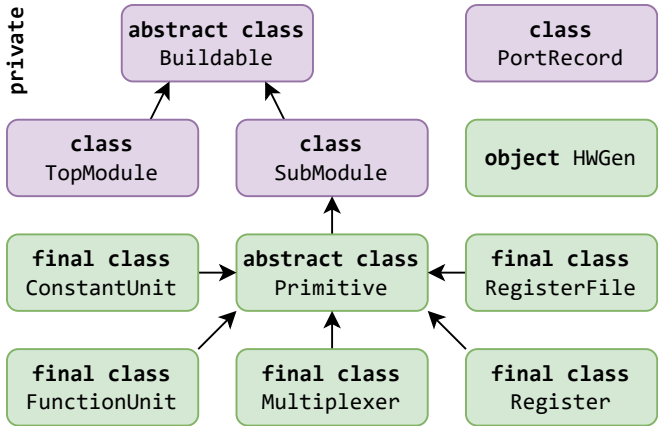 private
abstract class
Buildable
class
PortRecord
class
TopModule
class
SubModule
object HWGen
final class
ConstantUnit
abstract class
Primitive
final class
RegisterFile
final class
FunctionUnit
final class
Multiplexer
final class
Register